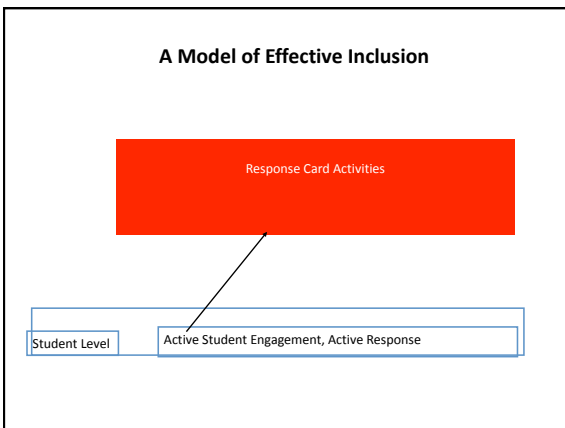 A Model of Effective Inclusion
Response Card Activities
Student Level
Active Student Engagement, Active Response